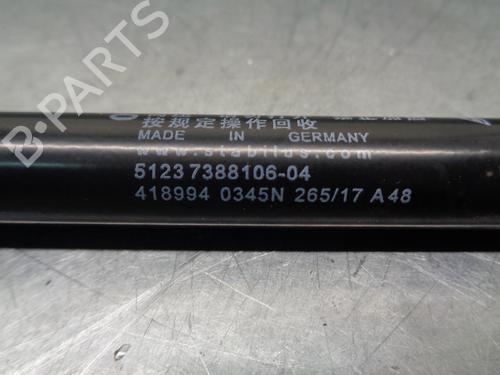 按规定操作回收
MADE IN GERMANY
www.stabilus.com
5123 7388106-04
418994 0345N 265/17 A48
B-PARTS